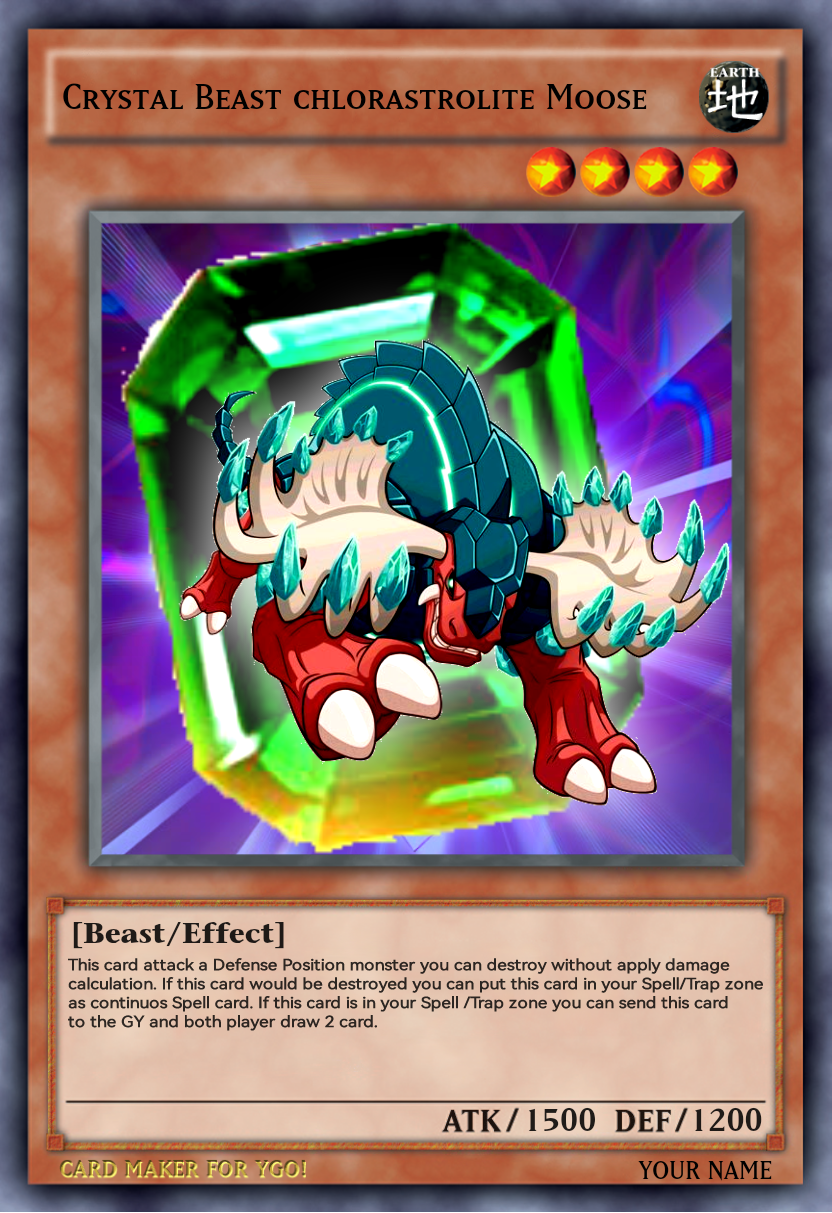 Crystal Beast chlorastrolite Moose
EARTH
地
[Beast/Effect]
This card attack a Defense Position monster you can destroy without apply damage
calculation. If this card would be destroyed you can put this card in your Spell/Trap zone
as continuos Spell card. If this card is in your Spell /Trap zone you can send this card
to the GY and both player draw 2 card.
ATK/1500 DEF/1200
CARD MAKER FOR YGO!
YOUR NAME